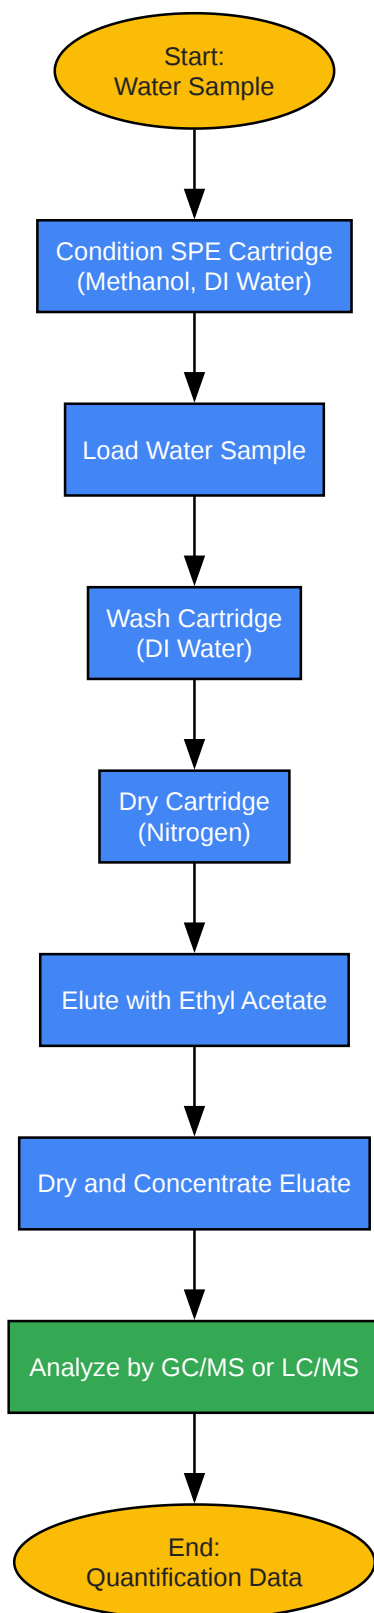 Start:
Water Sample
Condition SPE Cartridge
(Methanol, DI Water)
Load Water Sample
Wash Cartridge
(DI Water)
Dry Cartridge
(Nitrogen)
Elute with Ethyl Acetate
Dry and Concentrate Eluate
Analyze by GC/MS or LC/MS
End:
Quantification Data